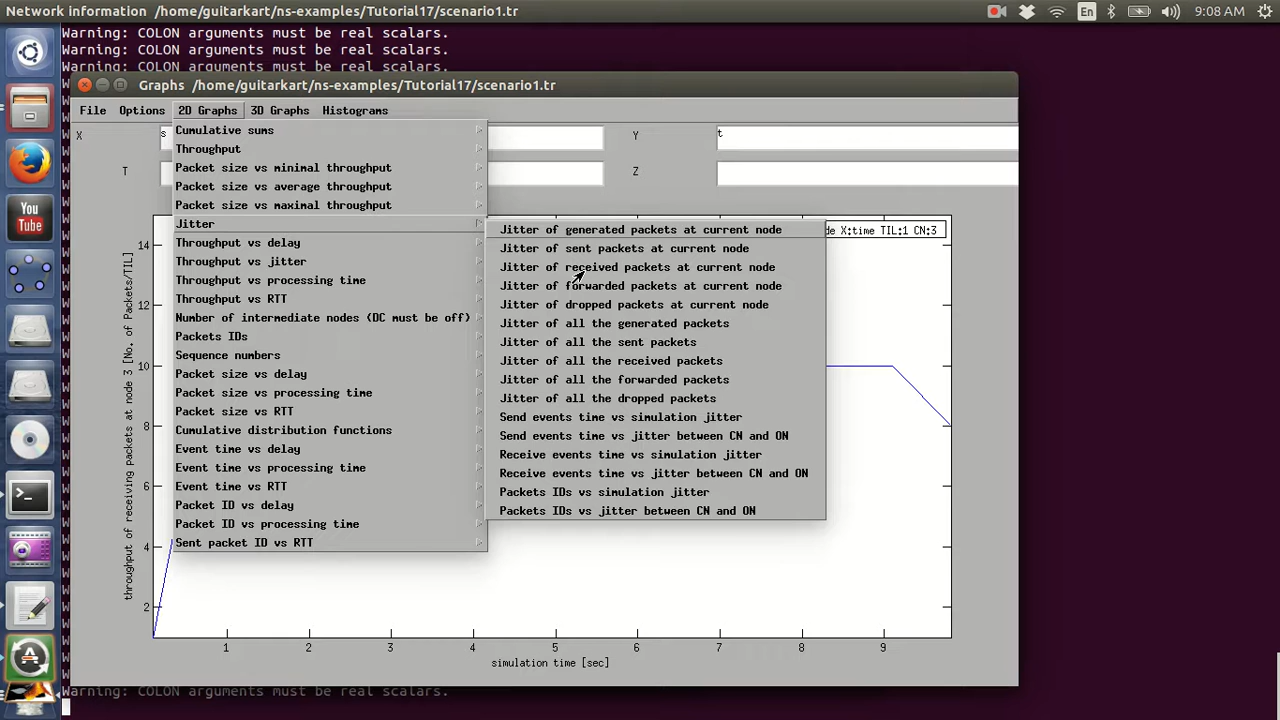 Network information /home/guitarkart/ns-examples/Tutorial17/scenario1.tr
En
9:08 AM
Warning: COLON arguments must be real scalars.
Warning: COLON arguments must be real scalars.
Graphs /home/guitarkart/ns-examples/Tutorial17/scenario1.tr
File Options 2D Graphs 3D Graphs Histograms
X s Y t
T Z
Cumulative sums
Throughput
Packet size vs minimal throughput
Packet size vs average throughput
Packet size vs maximal throughput
Jitter
Throughput vs delay
Throughput vs jitter
Throughput vs processing time
Throughput vs RTT
Number of intermediate nodes (DC must be off)
Packets IDs
Sequence numbers
Packet size vs delay
Packet size vs processing time
Packet size vs RTT
Cumulative distribution functions
Event time vs delay
Event time vs processing time
Event time vs RTT
Packet ID vs delay
Packet ID vs processing time
Sent packet ID vs RTT
Jitter of generated packets at current node
Jitter of sent packets at current node
Jitter of received packets at current node
Jitter of forwarded packets at current node
Jitter of dropped packets at current node
Jitter of all the generated packets
Jitter of all the sent packets
Jitter of all the received packets
Jitter of all the forwarded packets
Jitter of all the dropped packets
Send events time vs simulation jitter
Send events time vs jitter between CN and ON
Receive events time vs simulation jitter
Receive events time vs jitter between CN and ON
Packets IDs vs simulation jitter
Packets IDs vs jitter between CN and ON
de X:time TIL:1 CN:3
throughput of receiving packets at node 3 [No. of Packets/TIL]
14
12
10
8
6
4
2
1 2 3 4 5 6 7 8 9
simulation time [sec]
Warning: COLON arguments must be real scalars.
You
Tube